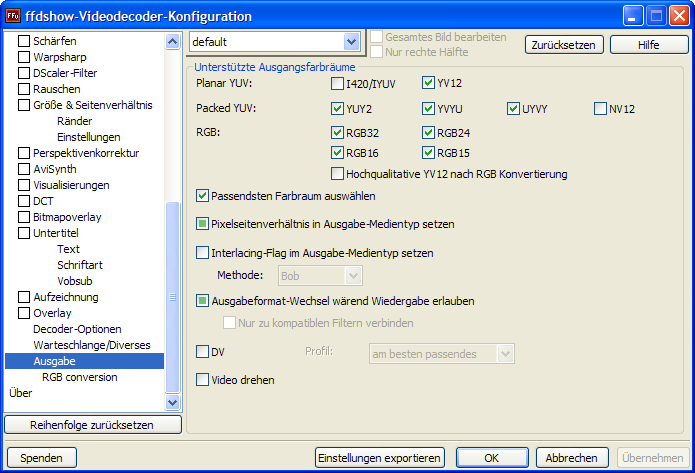 ffdshow-Videodecoder-Konfiguration
Schärfen
Warpsharp
DScaler-Filter
Rauschen
Größe & Seitenverhältnis
Ränder
Einstellungen
Perspektivenkorrektur
AviSynth
Visualisierungen
DCT
Bitmapoverlay
Untertitel
Text
Schriftart
Vobsub
Aufzeichnung
Overlay
Decoder-Optionen
Warteschlange/Diverses
Ausgabe
RGB conversion
Über
Reihenfolge zurücksetzen
default
Gesamtes Bild bearbeiten
Nur rechte Hälfte
Zurücksetzen
Hilfe
Unterstützte Ausgangsfarbräume
Planar YUV: I420/IYUV YV12
Packed YUV: YUY2 YVYU UYVY NV12
RGB: RGB32 RGB24
RGB16 RGB15
Hochqualitative YV12 nach RGB Konvertierung
Passendsten Farbraum auswählen
Pixelseitenverhältnis in Ausgabe-Medientyp setzen
Interlacing-Flag im Ausgabe-Medientyp setzen
Methode: Bob
Ausgabeformat-Wechsel wärend Wiedergabe erlauben
Nur zu kompatiblen Filtern verbinden
DV Profil: am besten passendes
Video drehen
Spenden
Einstellungen exportieren
OK
Abbrechen
Übernehmen